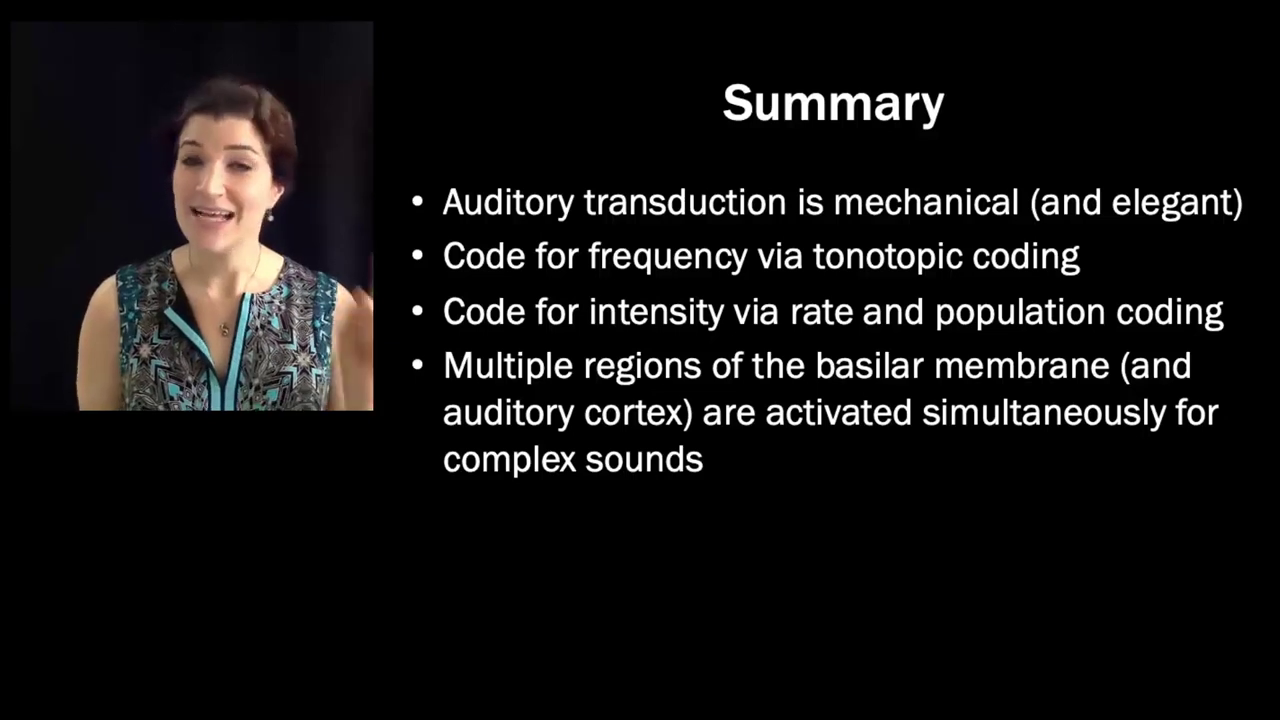 Summary
• Auditory transduction is mechanical (and elegant)
• Code for frequency via tonotopic coding
• Code for intensity via rate and population coding
• Multiple regions of the basilar membrane (and
auditory cortex) are activated simultaneously for
complex sounds